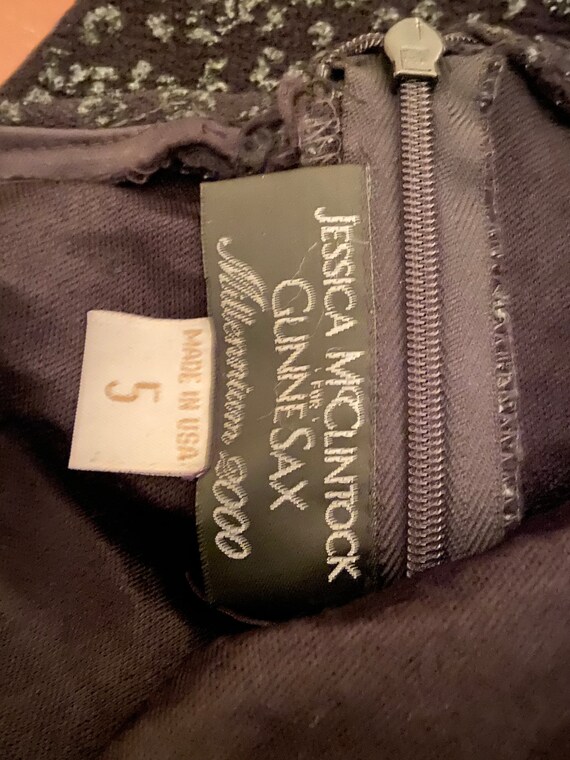 JESSICA MCCLINTOCK
FOR
GUNNE SAX
Millennium 2000
MADE IN USA
5